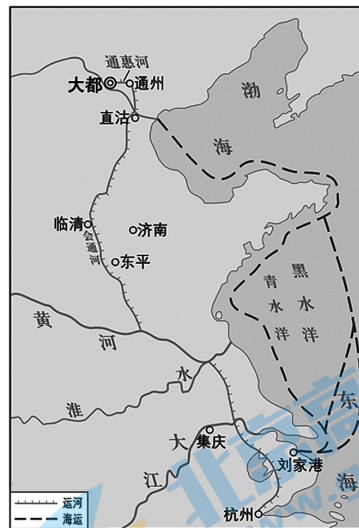 通惠河
大都
通州
直沽
渤
海
临清
会通河
济南
东平
黄
河
青水洋
黑水洋
淮
水
大
江
集庆
刘家港
东
海
杭州
运河
海运